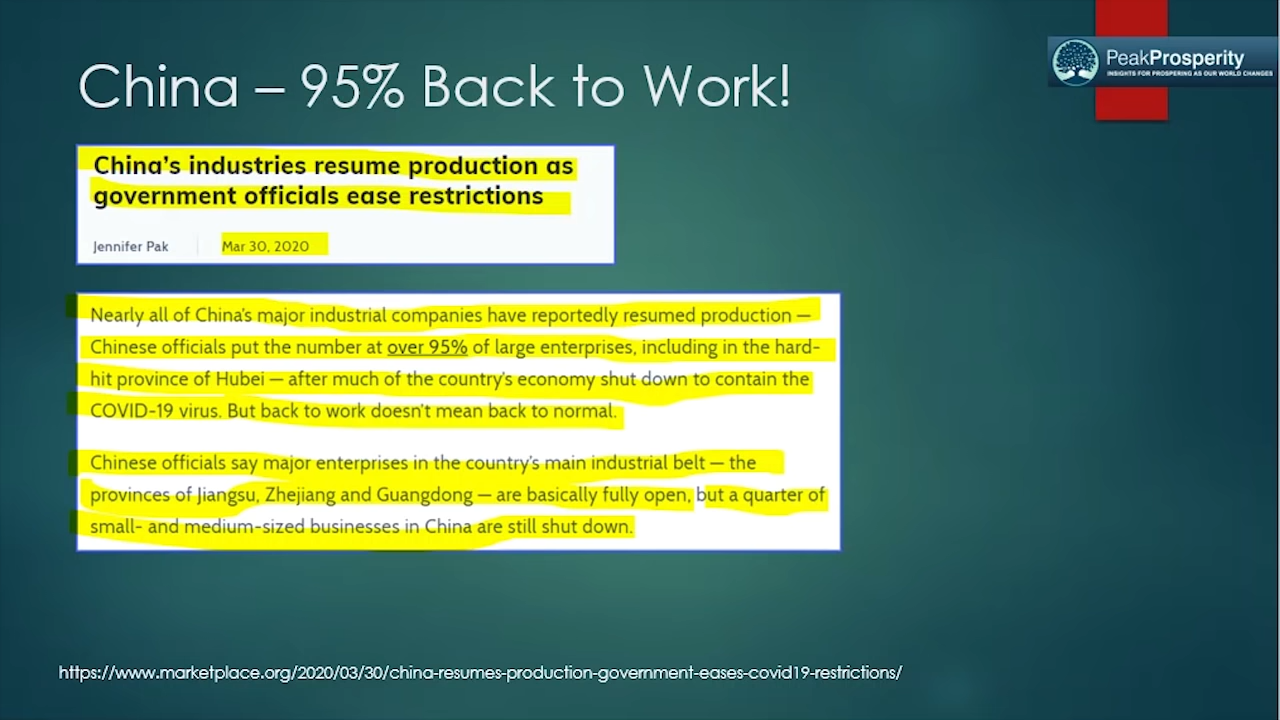 China – 95% Back to Work!
PeakProsperity
INSIGHTS FOR PROSPERING AS OUR WORLD CHANGES
China's industries resume production as
government officials ease restrictions
Jennifer Pak Mar 30, 2020
Nearly all of China's major industrial companies have reportedly resumed production —
Chinese officials put the number at over 95% of large enterprises, including in the hard-
hit province of Hubei — after much of the country's economy shut down to contain the
COVID-19 virus. But back to work doesn't mean back to normal.
Chinese officials say major enterprises in the country's main industrial belt — the
provinces of Jiangsu, Zhejiang and Guangdong — are basically fully open, but a quarter of
small- and medium-sized businesses in China are still shut down.
https://www.marketplace.org/2020/03/30/china-resumes-production-government-eases-covid19-restrictions/